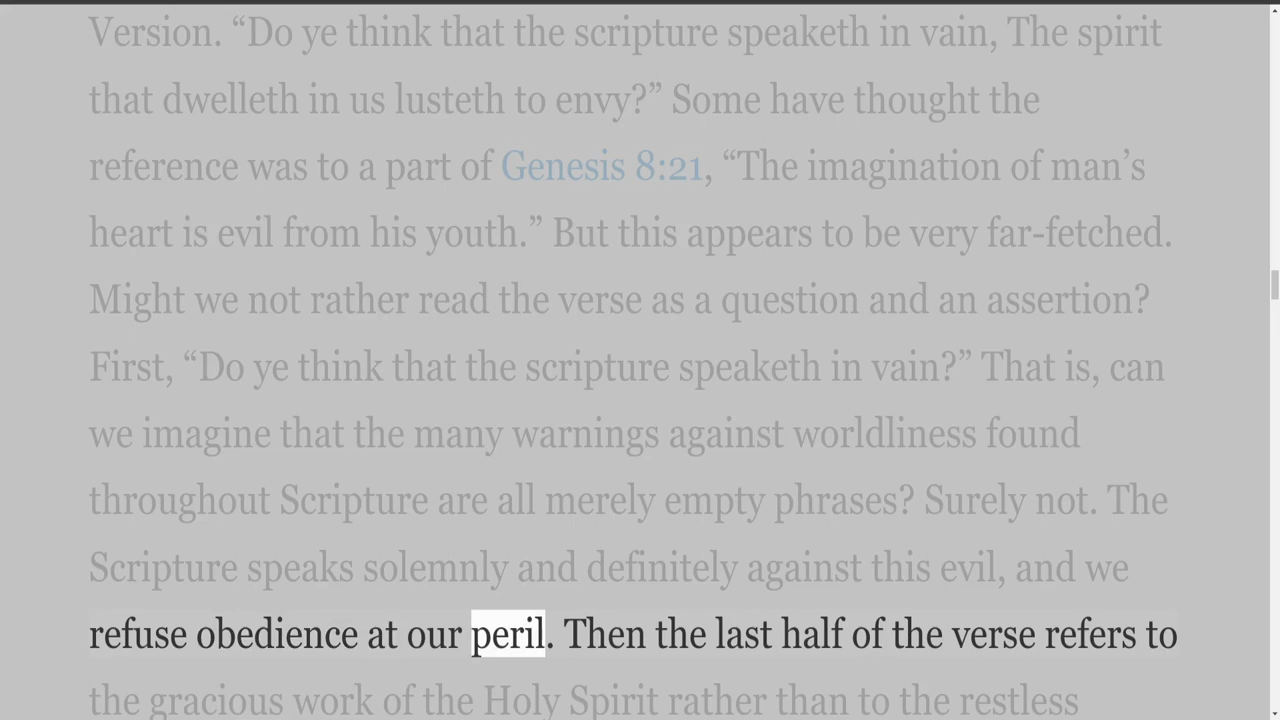 Version. “Do ye think that the scripture speaketh in vain, The spirit
that dwelleth in us lusteth to envy?” Some have thought the
reference was to a part of Genesis 8:21, “The imagination of man’s
heart is evil from his youth.” But this appears to be very far-fetched.
Might we not rather read the verse as a question and an assertion?
First, “Do ye think that the scripture speaketh in vain?” That is, can
we imagine that the many warnings against worldliness found
throughout Scripture are all merely empty phrases? Surely not. The
Scripture speaks solemnly and definitely against this evil, and we
refuse obedience at our peril. Then the last half of the verse refers to
the gracious work of the Holy Spirit rather than to the restless